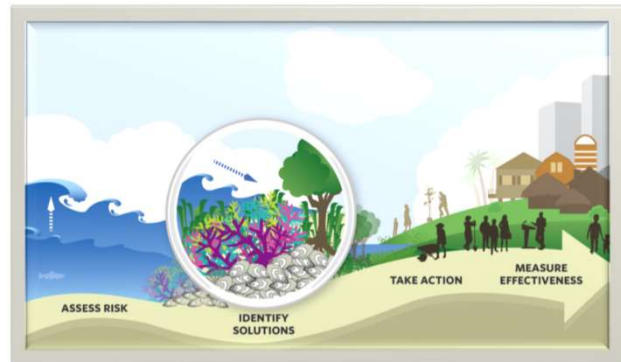 ASSESS RISK
IDENTIFY
SOLUTIONS
TAKE ACTION
MEASURE
EFFECTIVENESS